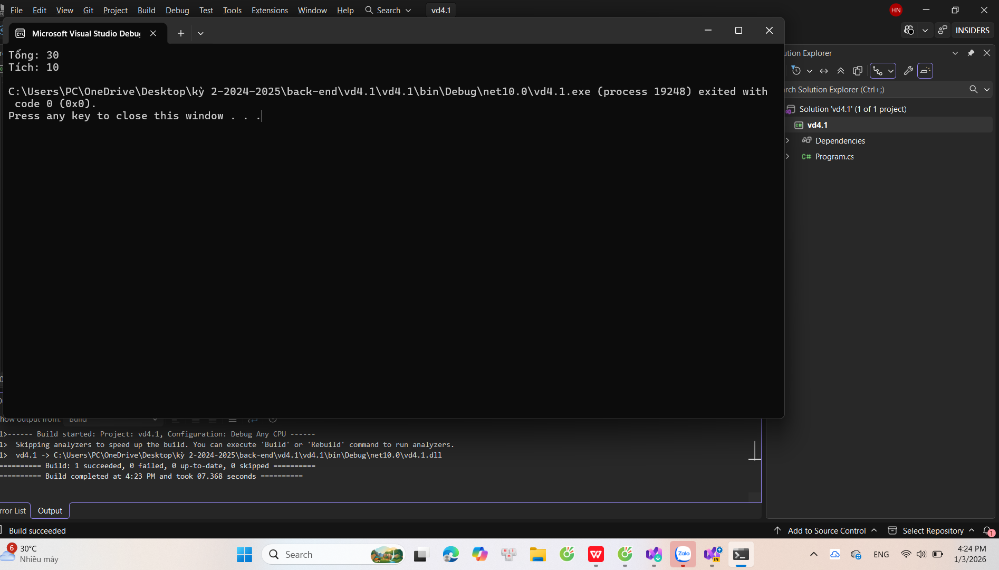 File Edit View Git Project Build Debug Test Tools Extensions Window Help Search vd4.1 HN
INSIDERS
Microsoft Visual Studio Debug
Tổng: 30
Tích: 10
C:\Users\PC\OneDrive\Desktop\kỳ 2-2024-2025\back-end\vd4.1\vd4.1\bin\Debug\net10.0\vd4.1.exe (process 19248) exited with
code 0 (0x0).
Press any key to close this window . . .
ution Explorer
rch Solution Explorer (Ctrl+;)
Solution 'vd4.1' (1 of 1 project)
C# vd4.1
Dependencies
C# Program.cs
how output from: Build
1>------ Build started: Project: vd4.1, Configuration: Debug Any CPU ------
1>  Skipping analyzers to speed up the build. You can execute 'Build' or 'Rebuild' command to run analyzers.
1>  vd4.1 -> C:\Users\PC\OneDrive\Desktop\kỳ 2-2024-2025\back-end\vd4.1\vd4.1\bin\Debug\net10.0\vd4.1.dll
========== Build: 1 succeeded, 0 failed, 0 up-to-date, 0 skipped ==========
========== Build completed at 4:23 PM and took 07.368 seconds ==========
rror List Output
Build succeeded Add to Source Control Select Repository 1
6 30°C
Nhiều mây
Search
Zalo
IN
ENG
4:24 PM
1/3/2026